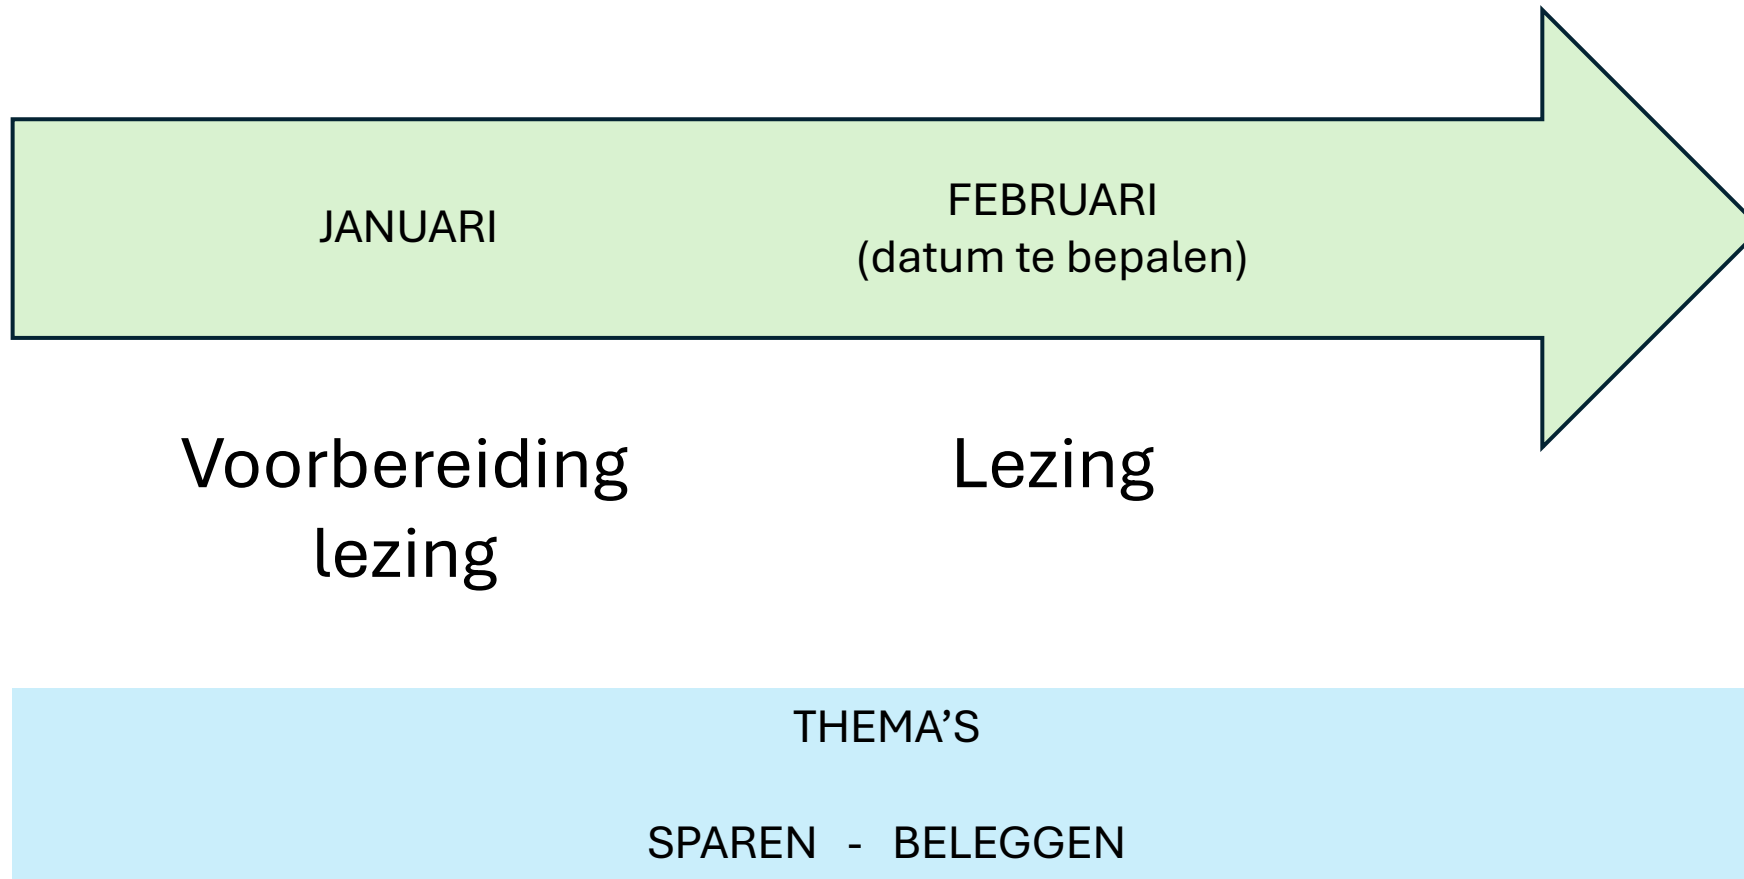 JANUARI
FEBRUARI
(datum te bepalen)
Voorbereiding
lezing
Lezing
THEMA’S
SPAREN - BELEGGEN